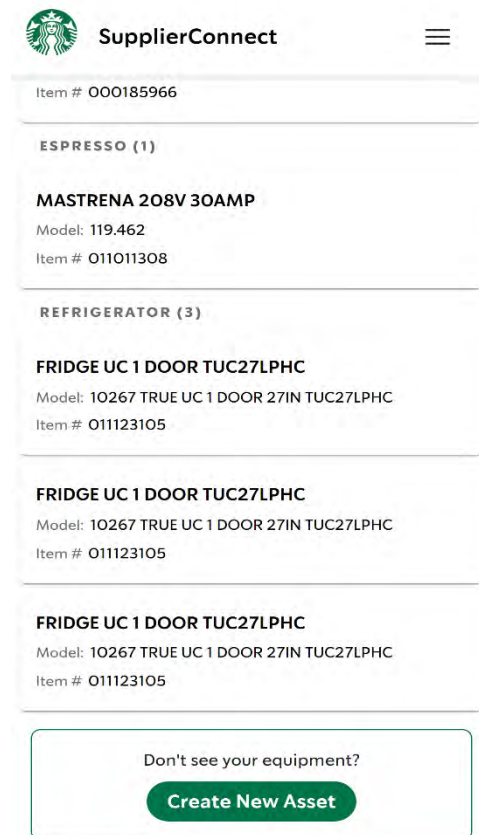 SupplierConnect
Item # 000185966
ESPRESSO (1)
MASTRENA 208V 30AMP
Model: 119.462
Item # 011011308
REFRIGERATOR (3)
FRIDGE UC 1 DOOR TUC27LPHC
Model: 10267 TRUE UC 1 DOOR 27IN TUC27LPHC
Item # 011123105
FRIDGE UC 1 DOOR TUC27LPHC
Model: 10267 TRUE UC 1 DOOR 27IN TUC27LPHC
Item # 011123105
FRIDGE UC 1 DOOR TUC27LPHC
Model: 10267 TRUE UC 1 DOOR 27IN TUC27LPHC
Item # 011123105
Don't see your equipment?
Create New Asset